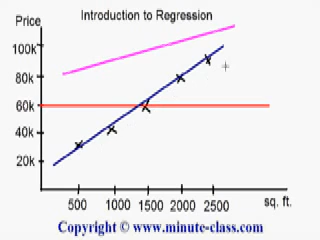 Introduction to Regression
Price
100k
80k
60k
40k
20k
500 1000 1500 2000 2500 sq. ft.
Copyright © www.minute-class.com